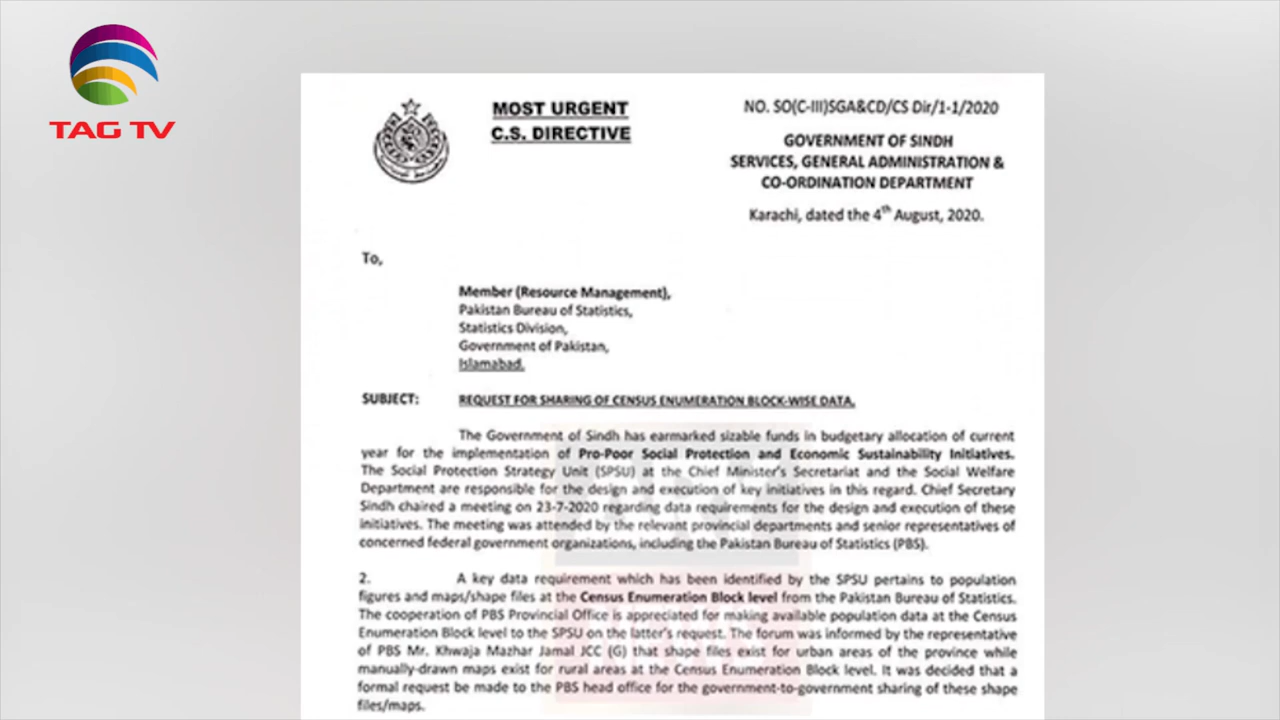 TAG TV
MOST URGENT
C.S. DIRECTIVE
NO. SO(C-III)SGA&CD/CS Dir/1-1/2020
GOVERNMENT OF SINDH
SERVICES, GENERAL ADMINISTRATION &
CO-ORDINATION DEPARTMENT
Karachi, dated the 4th August, 2020.
To,
Member (Resource Management),
Pakistan Bureau of Statistics,
Statistics Division,
Government of Pakistan,
Islamabad.
SUBJECT: REQUEST FOR SHARING OF CENSUS ENUMERATION BLOCK-WISE DATA.
The Government of Sindh has earmarked sizable funds in budgetary allocation of current
year for the implementation of Pro-Poor Social Protection and Economic Sustainability Initiatives.
The Social Protection Strategy Unit (SPSU) at the Chief Minister's Secretariat and the Social Welfare
Department are responsible for the design and execution of key initiatives in this regard. Chief Secretary
Sindh chaired a meeting on 23-7-2020 regarding data requirements for the design and execution of these
initiatives. The meeting was attended by the relevant provincial departments and senior representatives of
concerned federal government organizations, including the Pakistan Bureau of Statistics (PBS).
2. A key data requirement which has been identified by the SPSU pertains to population
figures and maps/shape files at the Census Enumeration Block level from the Pakistan Bureau of Statistics.
The cooperation of PBS Provincial Office is appreciated for making available population data at the Census
Enumeration Block level to the SPSU on the latter's request. The forum was informed by the representative
of PBS Mr. Khwaja Mazhar Jamal JCC (G) that shape files exist for urban areas of the province while
manually-drawn maps exist for rural areas at the Census Enumeration Block level. It was decided that a
formal request be made to the PBS head office for the government-to-government sharing of these shape
files/maps.